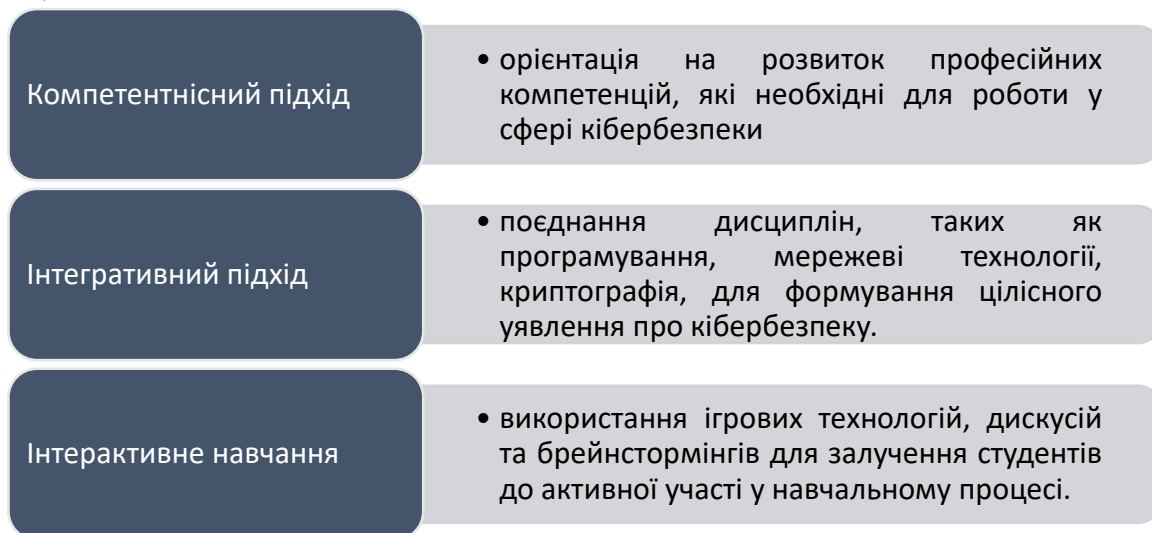 Компетентнісний підхід
• орієнтація на розвиток професійних
компетенцій, які необхідні для роботи у
сфері кібербезпеки
Інтегративний підхід
• поєднання дисциплін, таких як
програмування, мережеві технології,
криптографія, для формування цілісного
уявлення про кібербезпеку.
Інтерактивне навчання
• використання ігрових технологій, дискусій
та брейнстормінгів для залучення студентів
до активної участі у навчальному процесі.